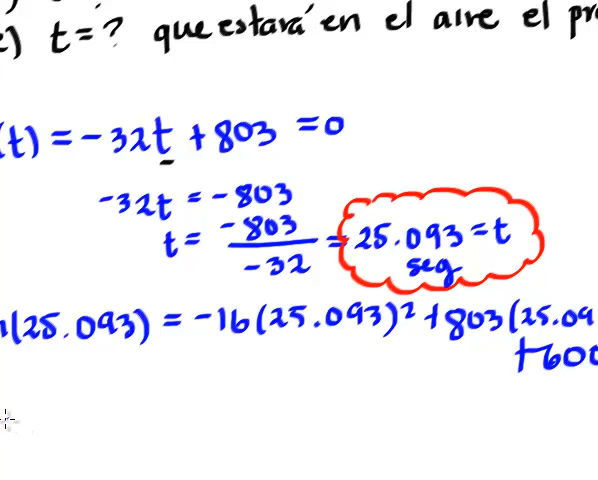 c) t = ? que estará en el aire el pro
(t) = -32t + 803 = 0
-32t = -803
t = -803 / -32 = 25.093 = t
seg
(25.093) = -16(25.093)² + 803(25.09
+600